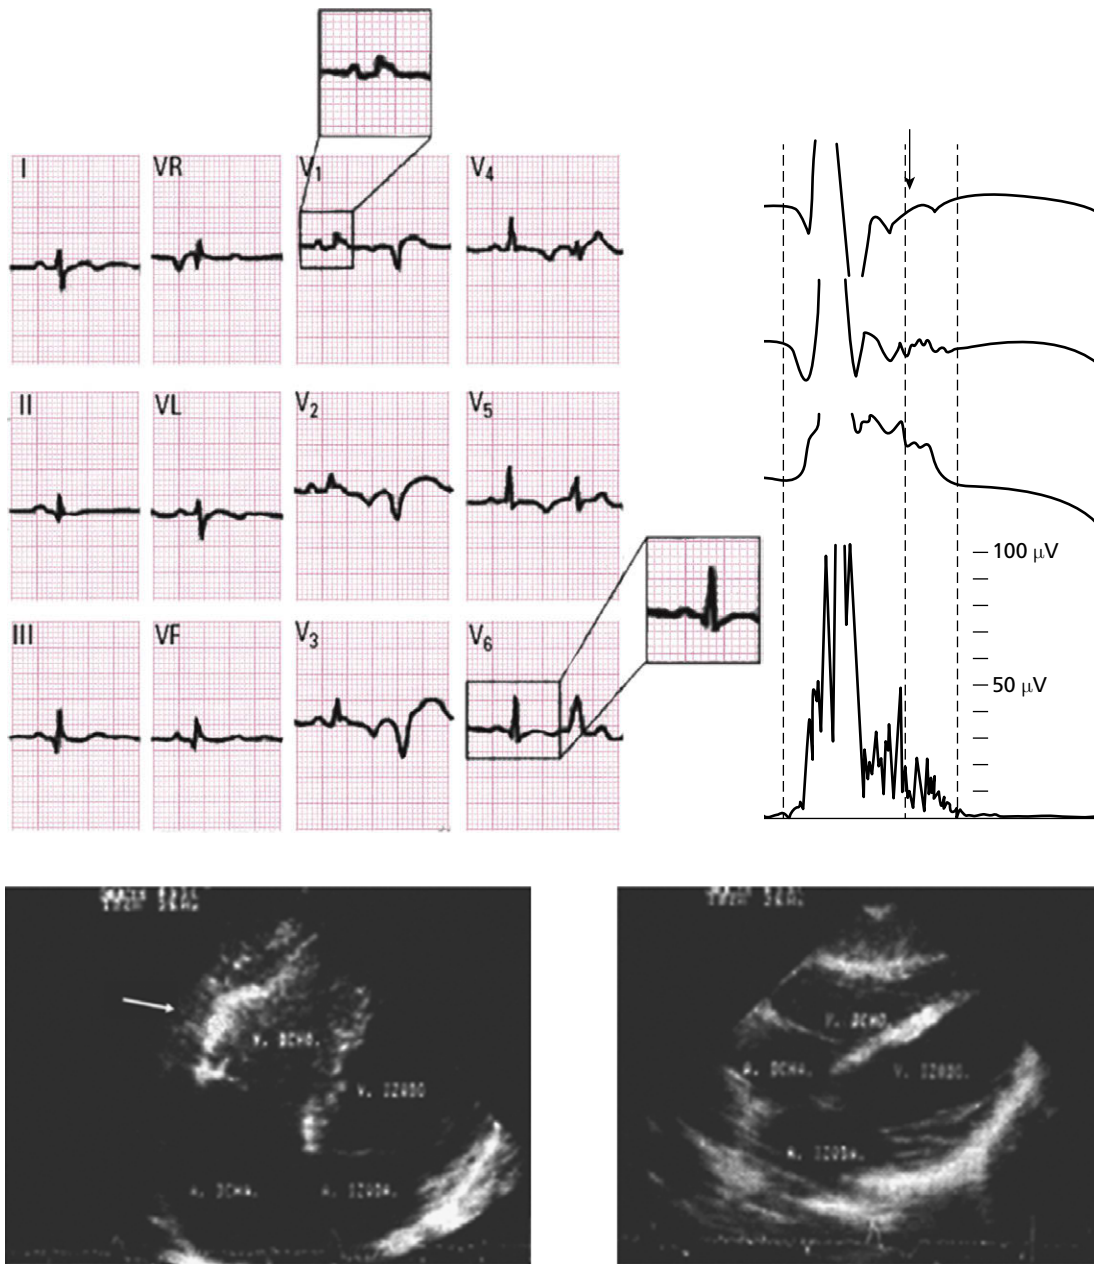 I
VR
V1
V4
II
VL
V2
V5
III
VF
V3
V6
100 μV
50 μV
V. DCHO.
V. IZQDO
A. DCHA.
A. IZQDA.
V. DCHO.
A. DCHA.
V. IZQDO.
A. IZQDA.